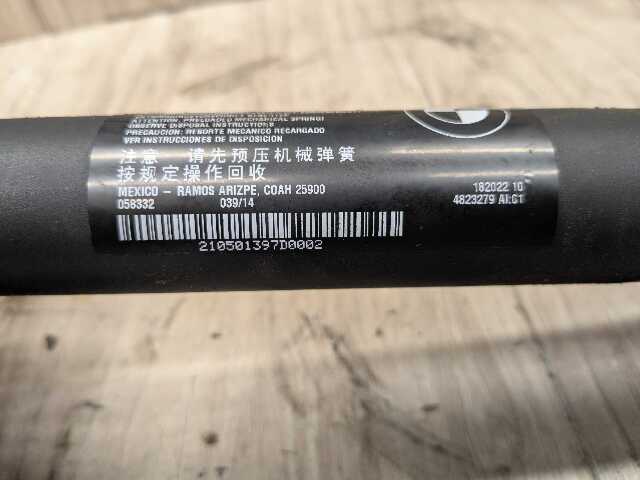 ATTENTION, PRELOADED MECHANICAL SPRING!
OBSERVE DISPOSAL INSTRUCTIONS
PRECAUCION: RESORTE MECANICO RECARGADO
VER INSTRUCCIONES DE DISPOSICION
注意 请先预压机械弹簧
按规定操作回收
MEXICO - RAMOS ARIZPE, COAH 25900
058332 039/14
182022 10
4823279 AI:G1
210501397D0002